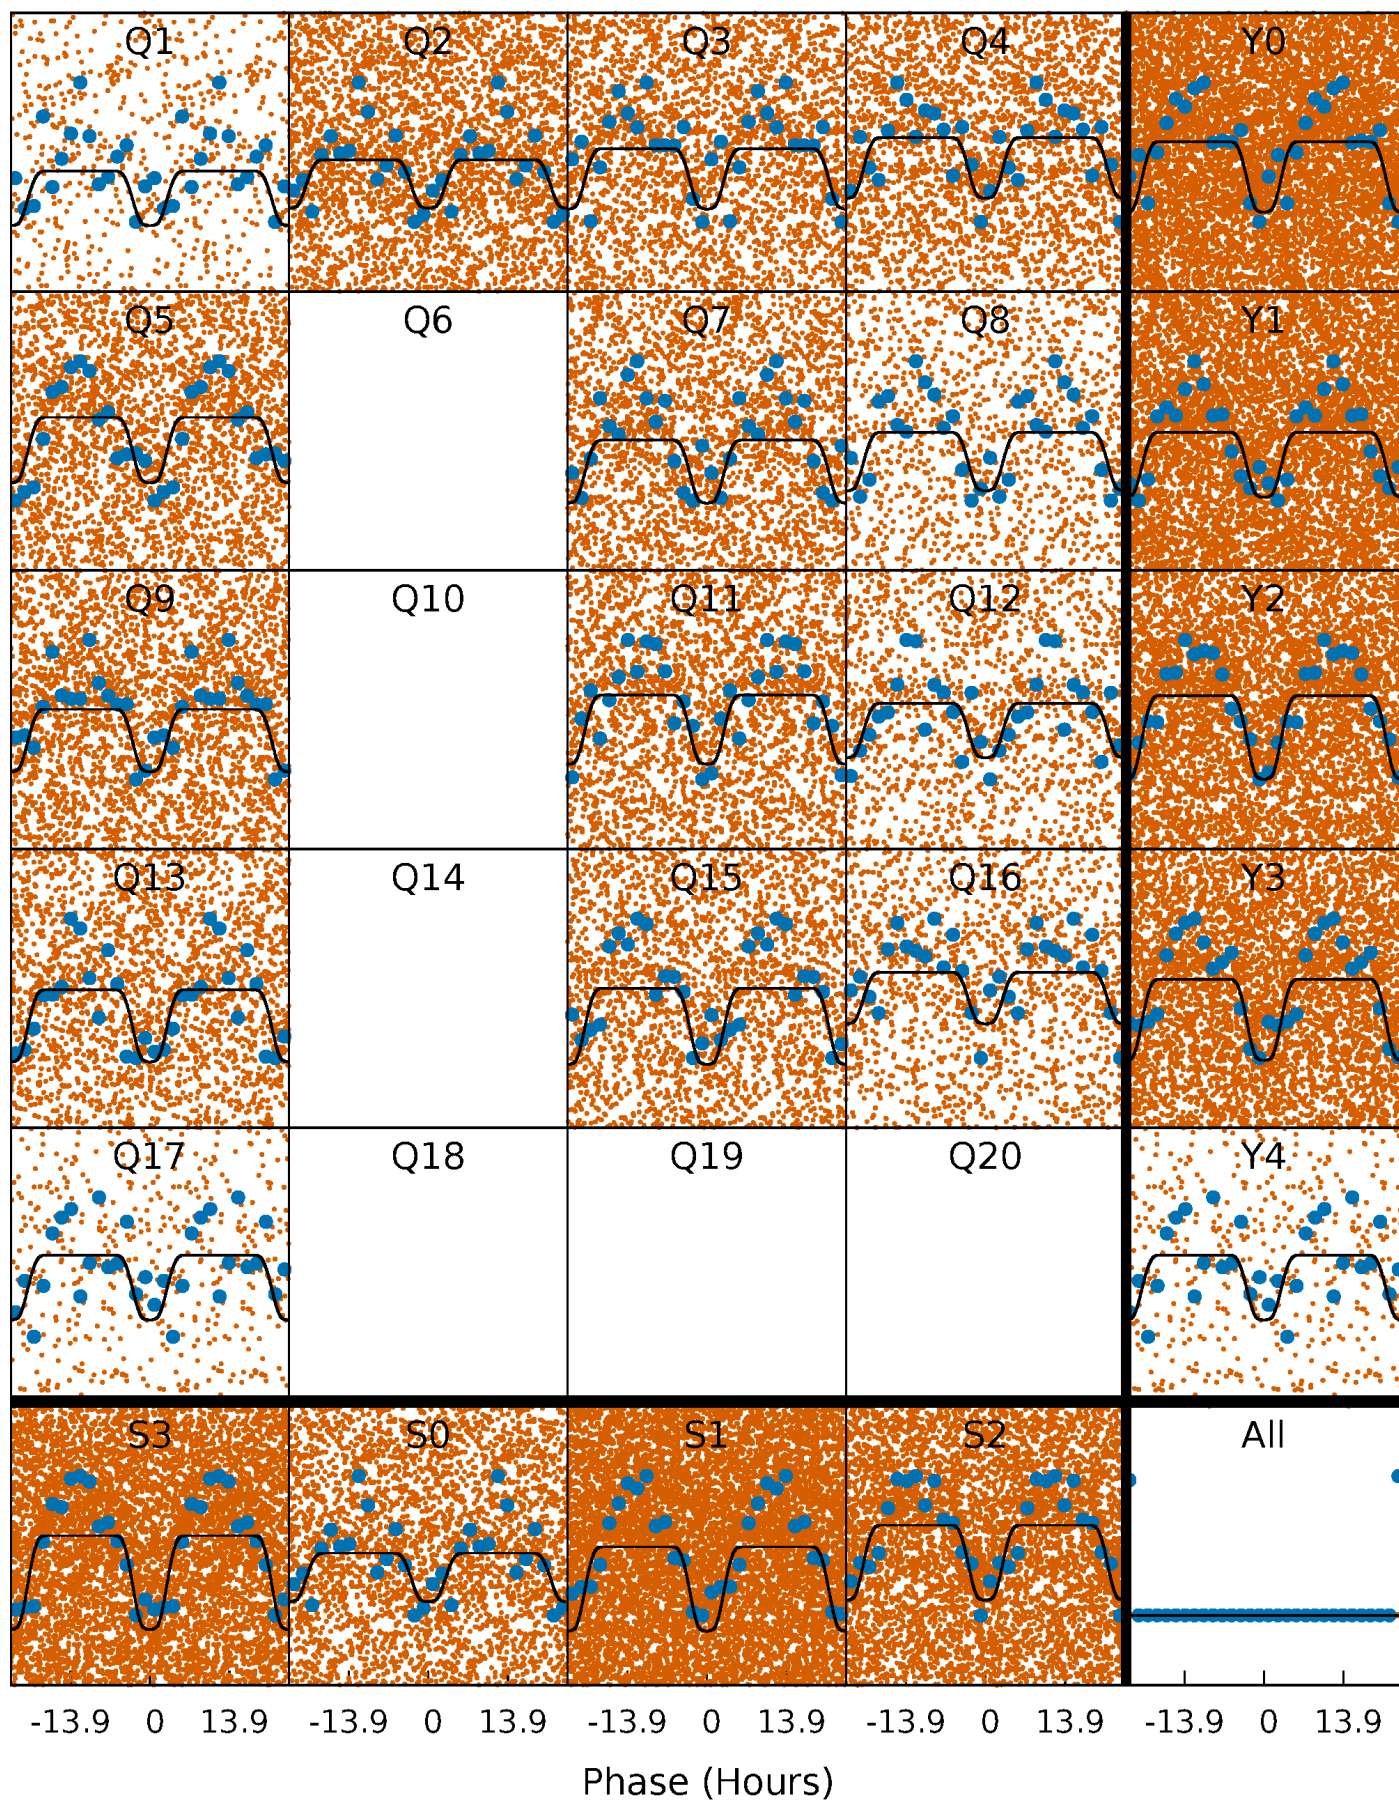 Q1 Q2 Q3 Q4 Y0
Q5 Q6 Q7 Q8 Y1
Q9 Q10 Q11 Q12 Y2
Q13 Q14 Q15 Q16 Y3
Q17 Q18 Q19 Q20 Y4
S3 S0 S1 S2 All
-13.9 0 13.9 -13.9 0 13.9 -13.9 0 13.9 -13.9 0 13.9 -13.9 0 13.9
Phase (Hours)